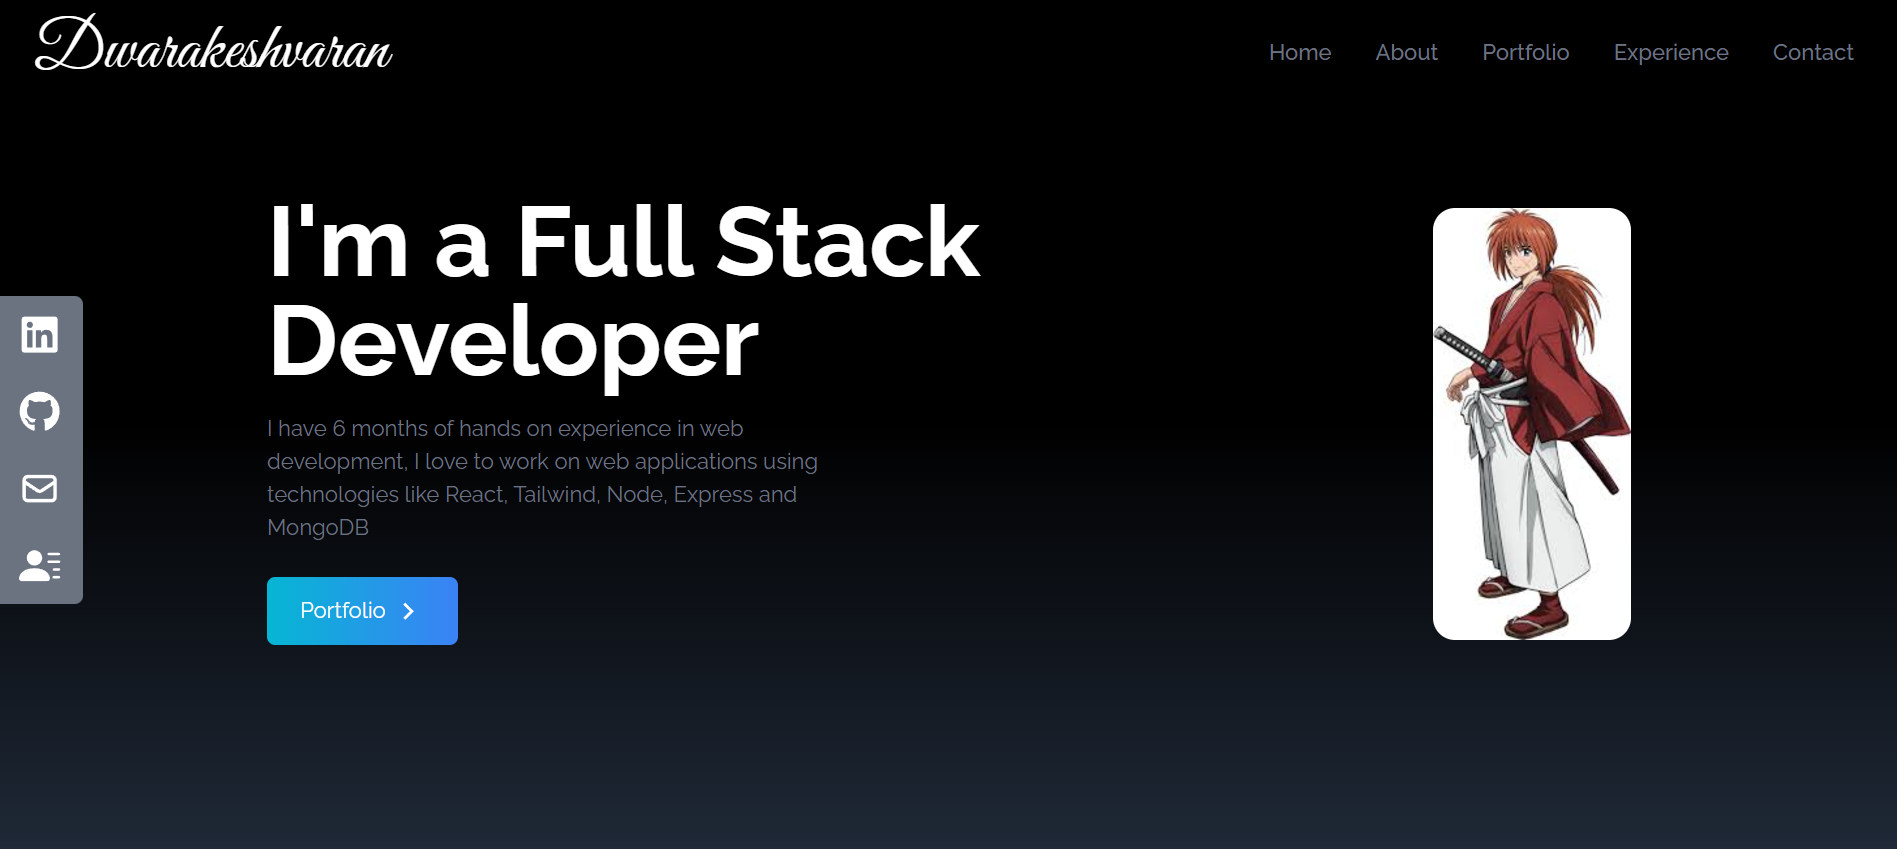 Dwarakeshvaran
Home About Portfolio Experience Contact
I'm a Full Stack
Developer
in
I have 6 months of hands on experience in web
development, I love to work on web applications using
technologies like React, Tailwind, Node, Express and
MongoDB
Portfolio